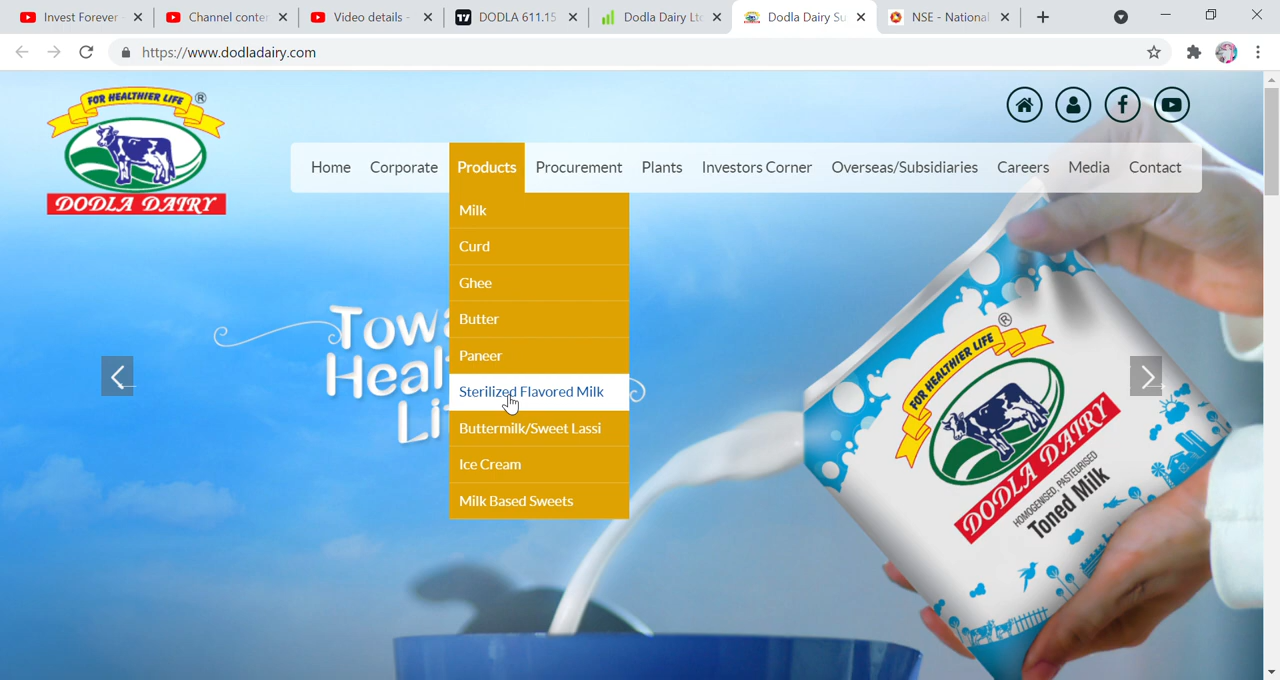 Invest Forever
Channel conten
Video details -
DODLA 611.15
Dodla Dairy Ltd
Dodla Dairy Su
NSE - National
https://www.dodladairy.com
FOR HEALTHIER LIFE ®
DODLA DAIRY
Home Corporate Products Procurement Plants Investors Corner Overseas/Subsidiaries Careers Media Contact
Milk
Curd
Ghee
Butter
Paneer
Sterilized Flavored Milk
Buttermilk/Sweet Lassi
Ice Cream
Milk Based Sweets
Tow
Heal
Li
FOR HEALTHIER LIFE ®
DODLA DAIRY
HOMOGENISED, PASTEURISED
Toned Milk